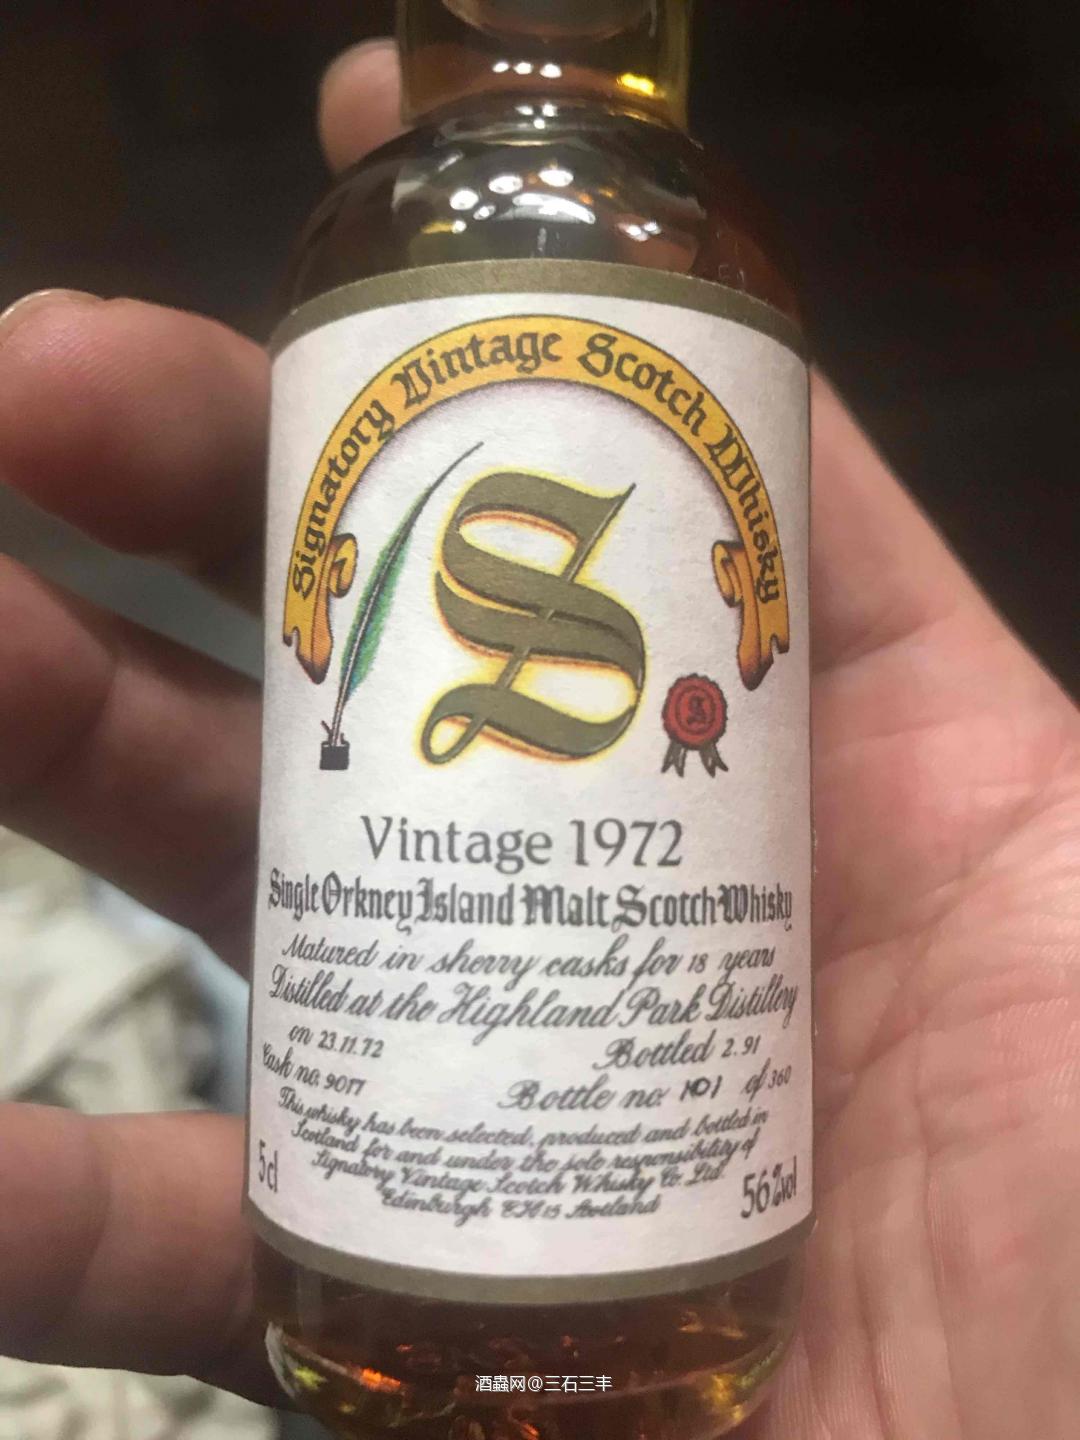 Signatory Vintage Scotch Whisky
S
S
Vintage 1972
Single Orkney Island Malt Scotch Whisky
Matured in sherry casks for 18 years
Distilled at the Highland Park Distillery
on 23.11.72
Bottled 2.91
Cask no. 9017
Bottle no. 101 of 360
This whisky has been selected, produced and bottled in
Scotland for and under the sole responsibility of
Signatory Vintage Scotch Whisky Co. Ltd.
Edinburgh EH 15 Scotland
5cl
56%vol
酒蟲网@三石三丰